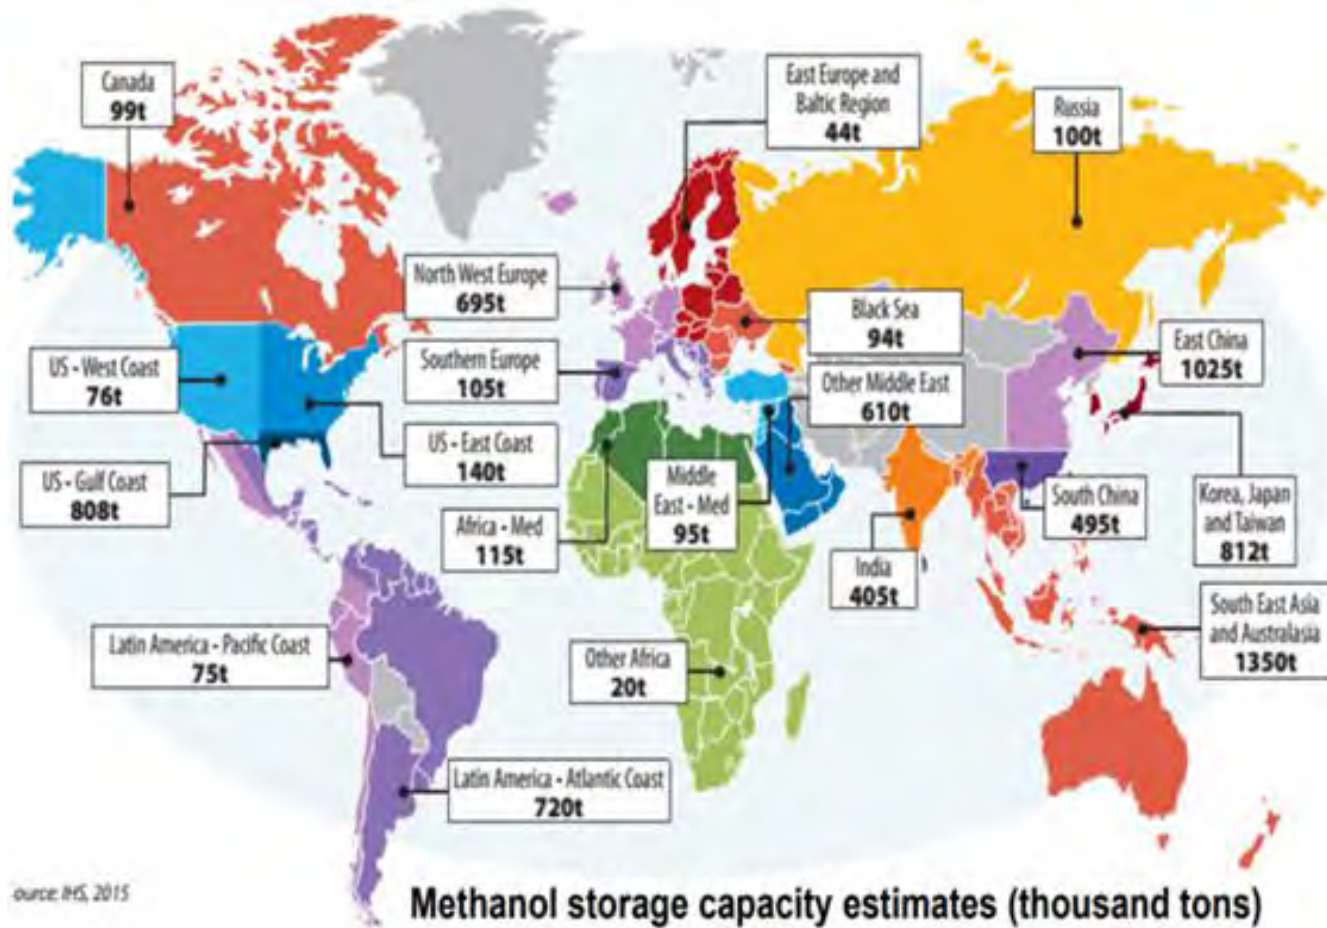 Canada
99t
East Europe and
Baltic Region
44t
Russia
100t
North West Europe
695t
Black Sea
94t
East China
1025t
US - West Coast
76t
Southern Europe
105t
Other Middle East
610t
US - East Coast
140t
US - Gulf Coast
808t
Africa - Med
115t
Middle
East - Med
95t
South China
495t
Korea, Japan
and Taiwan
812t
India
405t
South East Asia
and Australasia
1350t
Latin America - Pacific Coast
75t
Other Africa
20t
Latin America - Atlantic Coast
720t
ource: IHS, 2015
Methanol storage capacity estimates (thousand tons)